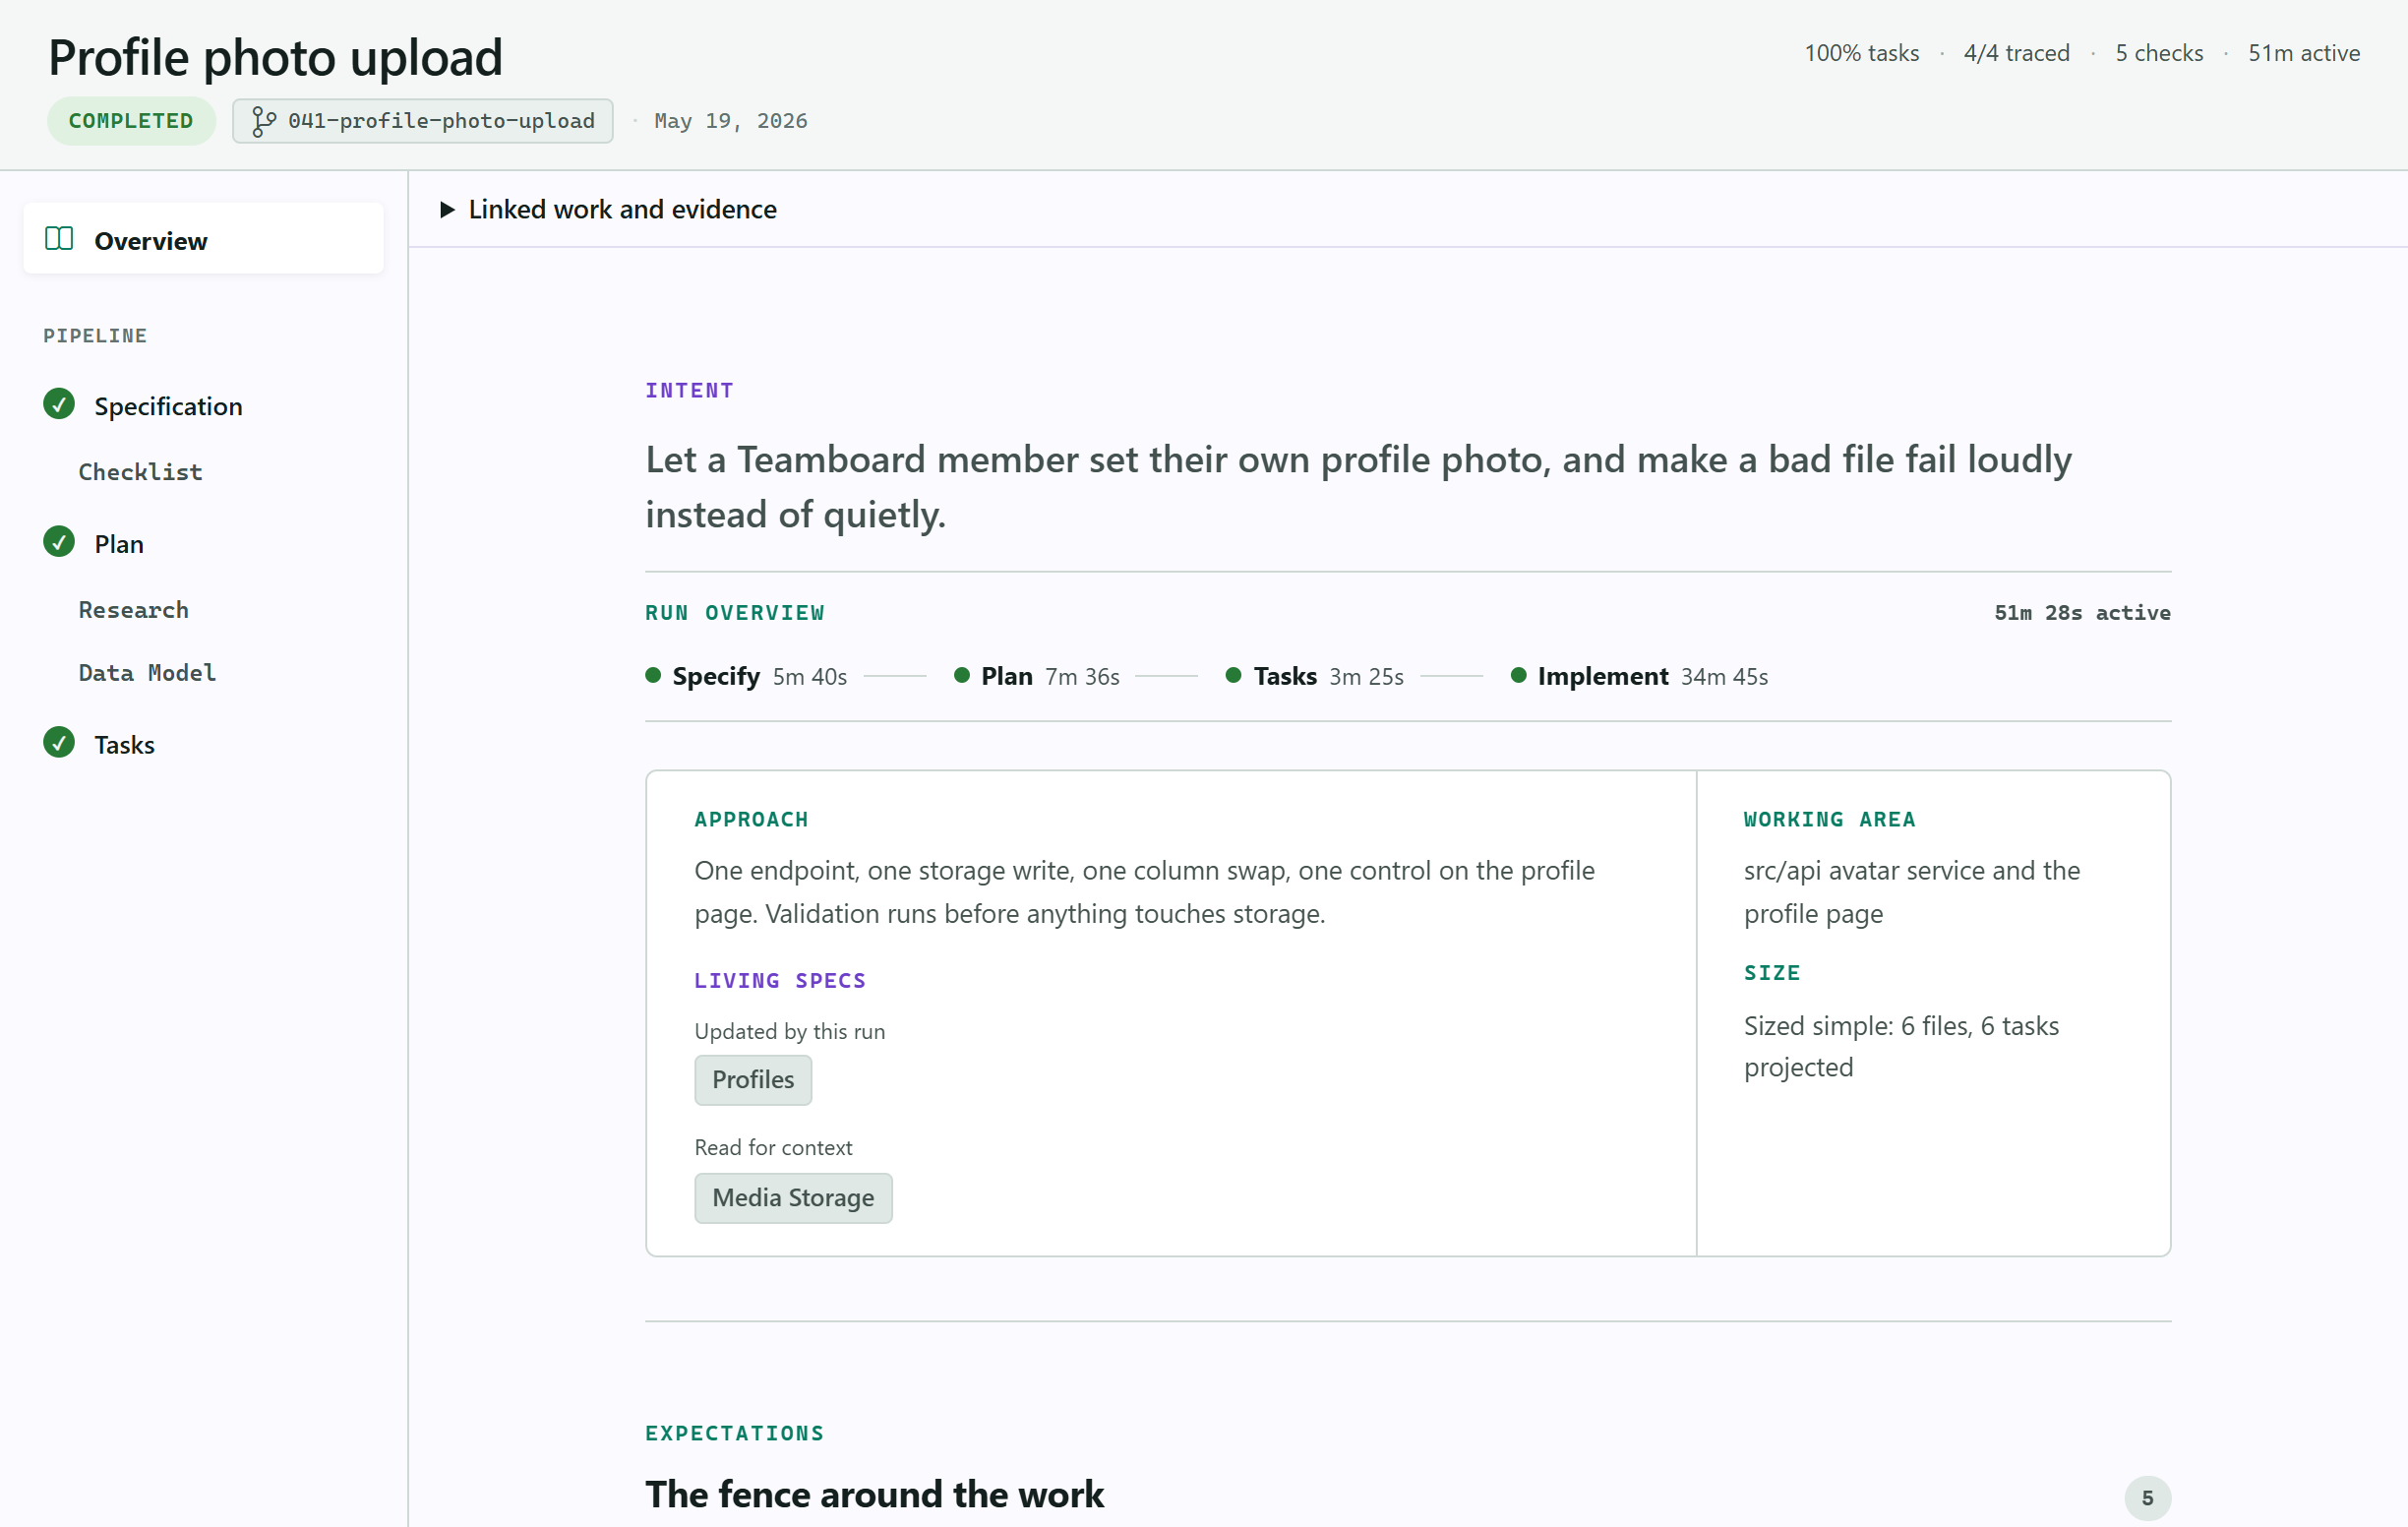 Profile photo upload
100% tasks · 4/4 traced · 5 checks · 51m active
COMPLETED 041-profile-photo-upload · May 19, 2026
Overview
PIPELINE
Specification
Checklist
Plan
Research
Data Model
Tasks
Linked work and evidence
INTENT
Let a Teamboard member set their own profile photo, and make a bad file fail loudly
instead of quietly.
RUN OVERVIEW 51m 28s active
Specify 5m 40s Plan 7m 36s Tasks 3m 25s Implement 34m 45s
APPROACH
One endpoint, one storage write, one column swap, one control on the profile
page. Validation runs before anything touches storage.
LIVING SPECS
Updated by this run
Profiles
Read for context
Media Storage
WORKING AREA
src/api avatar service and the
profile page
SIZE
Sized simple: 6 files, 6 tasks
projected
EXPECTATIONS
The fence around the work 5